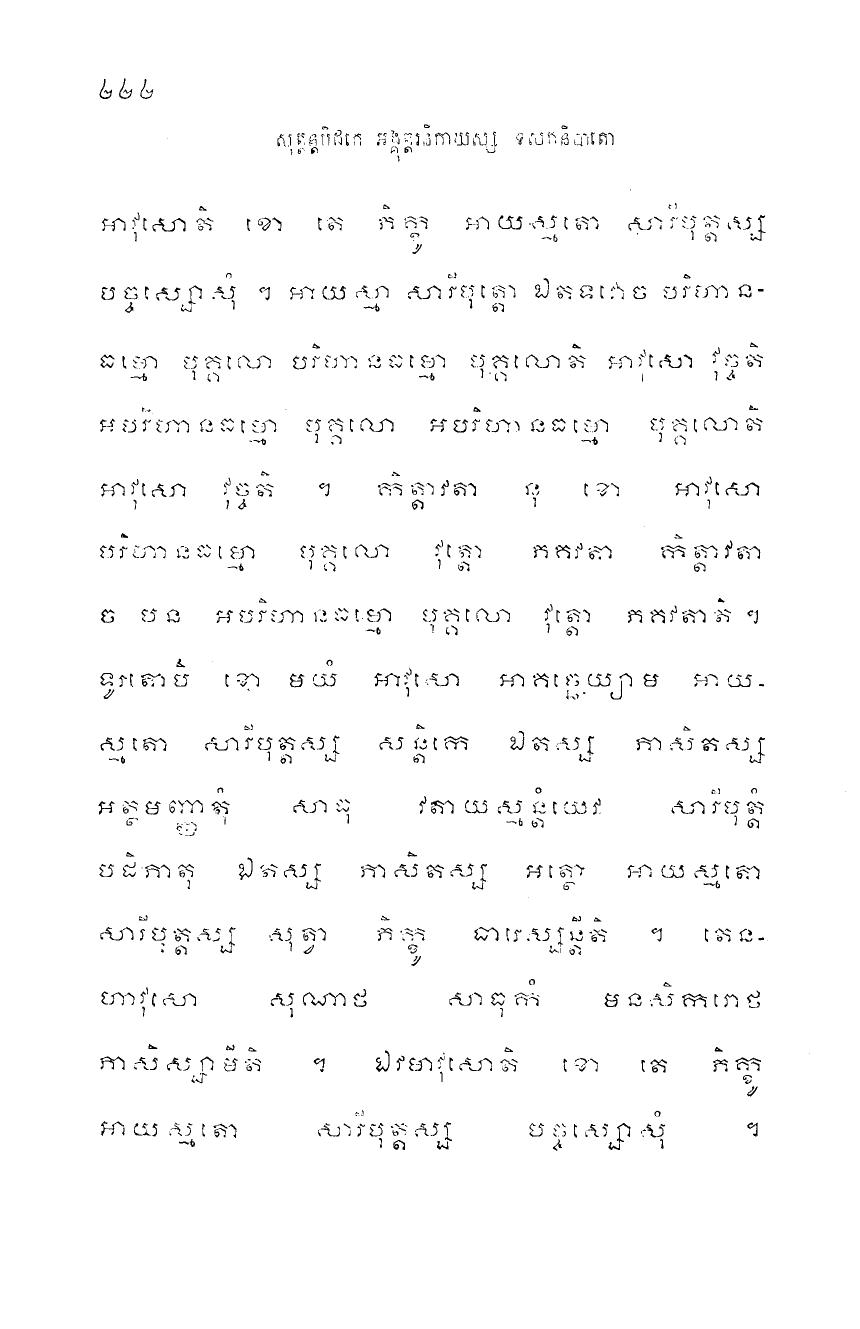 ២២២
សុត្តន្តបិដកេ អង្គុត្តរនិកាយស្ស ទសកនិបាតោ
អាវុសោតិ ខោ តេ ភិក្ខូ អាយស្មតោ សារីបុត្តស្ស
បច្ចស្សោសុំ ។ អាយស្មា សារីបុត្តោ ឯតទវោច បរិហាន-
ធម្មោ បុគ្គលោ បរិហានធម្មោ បុគ្គលោតិ អាវុសោ វុច្ចតិ
អបរិហានធម្មោ បុគ្គលោ អបរិហានធម្មោ បុគ្គលោតិ
អាវុសោ វុច្ចតិ ។ កិត្តាវតា នុ ខោ អាវុសោ
បរិហានធម្មោ បុគ្គលោ វុត្តោ ភគវតា កិត្តាវតា
ច បន អបរិហានធម្មោ បុគ្គលោ វុត្តោ ភគវតាតិ ។
ទូរតោបិ ខោ មយំ អាវុសោ អាគច្ឆេយ្យាម អាយ-
ស្មតោ សារីបុត្តស្ស សន្តិកេ ឯតស្ស ភាសិតស្ស
អត្ថមញ្ញាតុំ សាធុ វតាយស្មន្តំយេវ សារីបុត្តំ
បដិភាតុ ឯតស្ស ភាសិតស្ស អត្ថោ អាយស្មតោ
សារីបុត្តស្ស សុត្វា ភិក្ខូ ធារេស្សន្តីតិ ។ តេន-
ហាវុសោ សុណាថ សាធុកំ មនសិករោថ
ភាសិស្សាមីតិ ។ ឯវមាវុសោតិ ខោ តេ ភិក្ខូ
អាយស្មតោ សារីបុត្តស្ស បច្ចស្សោសុំ ។